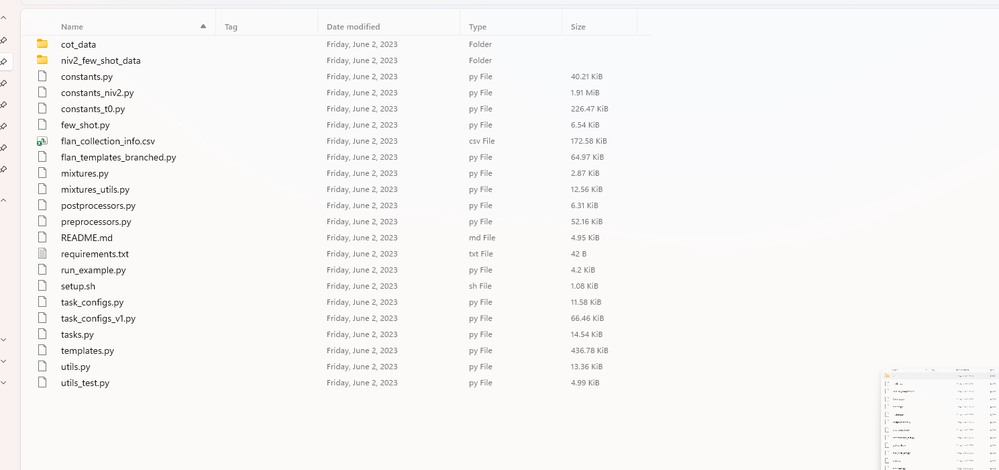 Name Tag Date modified Type Size
cot_data Friday, June 2, 2023 Folder
niv2_few_shot_data Friday, June 2, 2023 Folder
constants.py Friday, June 2, 2023 py File 40.21 KiB
constants_niv2.py Friday, June 2, 2023 py File 1.91 MiB
constants_t0.py Friday, June 2, 2023 py File 226.47 KiB
few_shot.py Friday, June 2, 2023 py File 6.54 KiB
flan_collection_info.csv Friday, June 2, 2023 csv File 172.58 KiB
flan_templates_branched.py Friday, June 2, 2023 py File 64.97 KiB
mixtures.py Friday, June 2, 2023 py File 2.87 KiB
mixtures_utils.py Friday, June 2, 2023 py File 12.56 KiB
postprocessors.py Friday, June 2, 2023 py File 6.31 KiB
preprocessors.py Friday, June 2, 2023 py File 52.16 KiB
README.md Friday, June 2, 2023 md File 4.95 KiB
requirements.txt Friday, June 2, 2023 txt File 42 B
run_example.py Friday, June 2, 2023 py File 4.2 KiB
setup.sh Friday, June 2, 2023 sh File 1.08 KiB
task_configs.py Friday, June 2, 2023 py File 11.58 KiB
task_configs_v1.py Friday, June 2, 2023 py File 66.46 KiB
tasks.py Friday, June 2, 2023 py File 14.54 KiB
templates.py Friday, June 2, 2023 py File 436.78 KiB
utils.py Friday, June 2, 2023 py File 13.36 KiB
utils_test.py Friday, June 2, 2023 py File 4.99 KiB